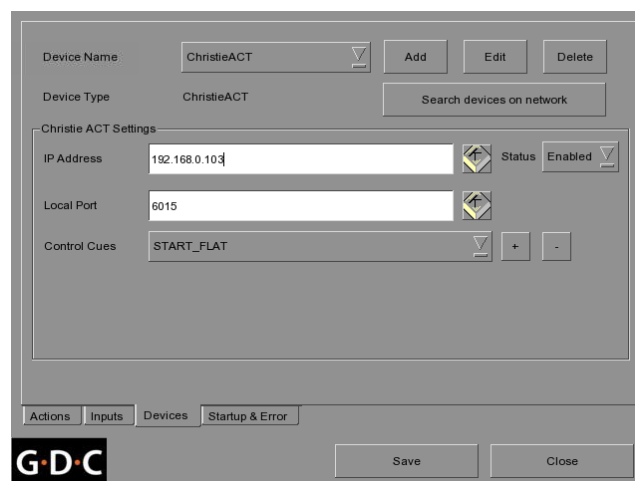 Device Name ChristieACT Add Edit Delete
Device Type ChristieACT Search devices on network
Christie ACT Settings
IP Address 192.168.0.103 Status Enabled
Local Port 6015
Control Cues START_FLAT + -
Actions Inputs Devices Startup & Error
G·D·C Save Close